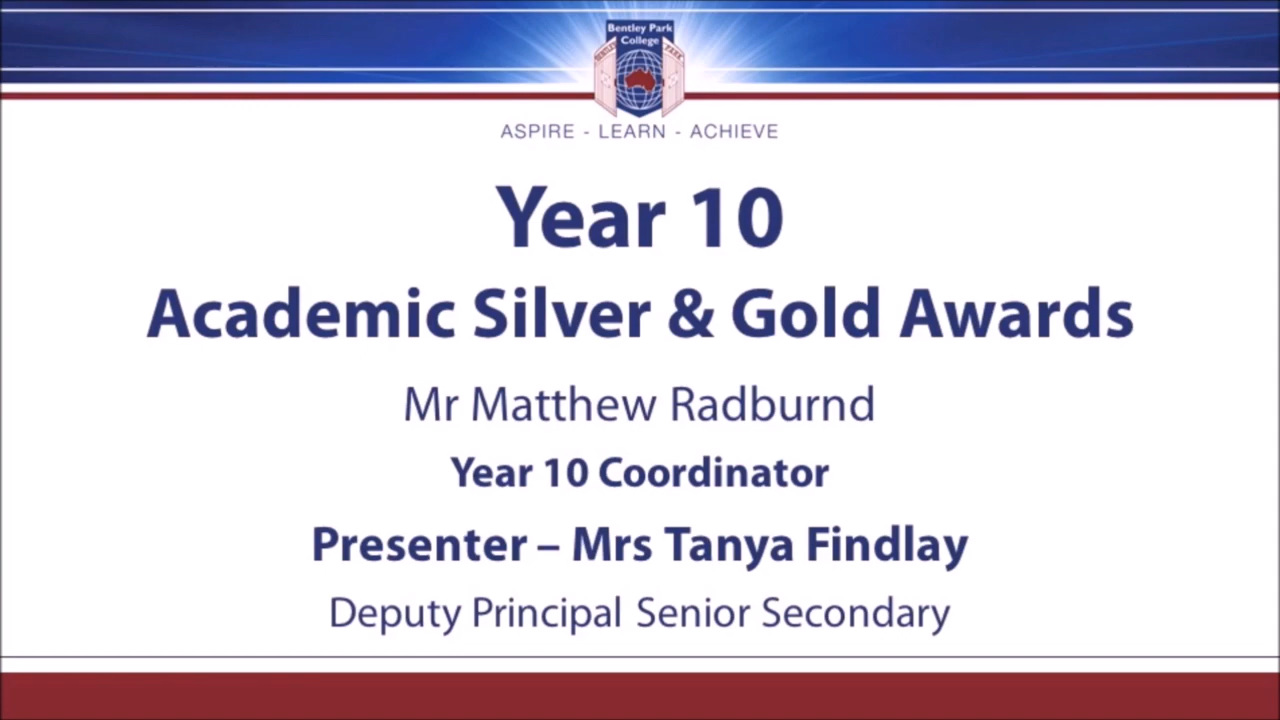 Bentley Park
College
ASPIRE - LEARN - ACHIEVE
Year 10
Academic Silver & Gold Awards
Mr Matthew Radburnd
Year 10 Coordinator
Presenter – Mrs Tanya Findlay
Deputy Principal Senior Secondary